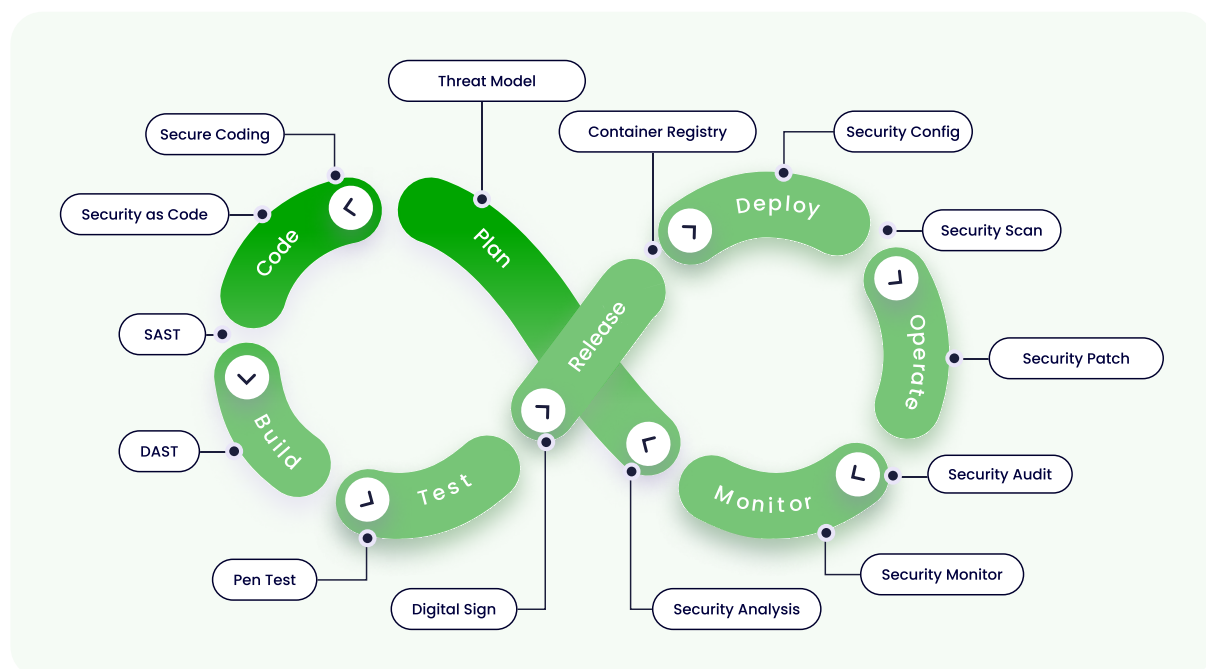 Threat Model
Container Registry
Security Config
Secure Coding
Security as Code
Security Scan
Deploy
Code
Plan
SAST
Release
Operate
Security Patch
Build
DAST
Test
Monitor
Security Audit
Pen Test
Security Monitor
Digital Sign
Security Analysis